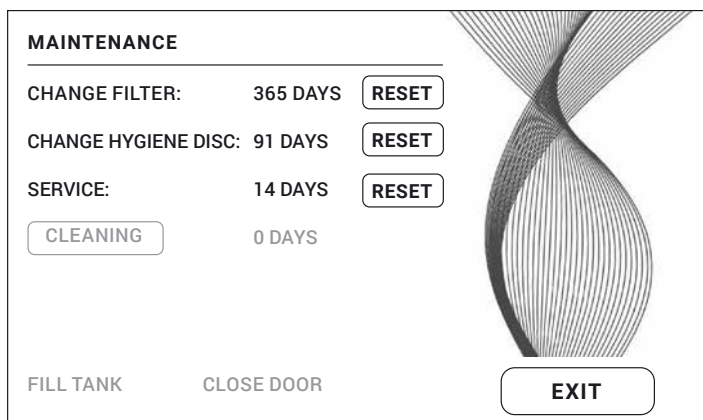 MAINTENANCE
CHANGE FILTER: 365 DAYS RESET
CHANGE HYGIENE DISC: 91 DAYS RESET
SERVICE: 14 DAYS RESET
CLEANING 0 DAYS
FILL TANK CLOSE DOOR EXIT